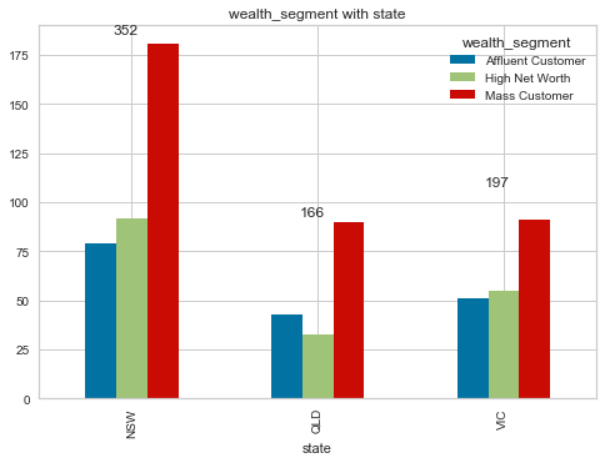 wealth_segment with state
352
wealth_segment
Affluent Customer
High Net Worth
Mass Customer
175
150
125
197
100
166
75
50
25
0
NSW
QLD
VIC
state